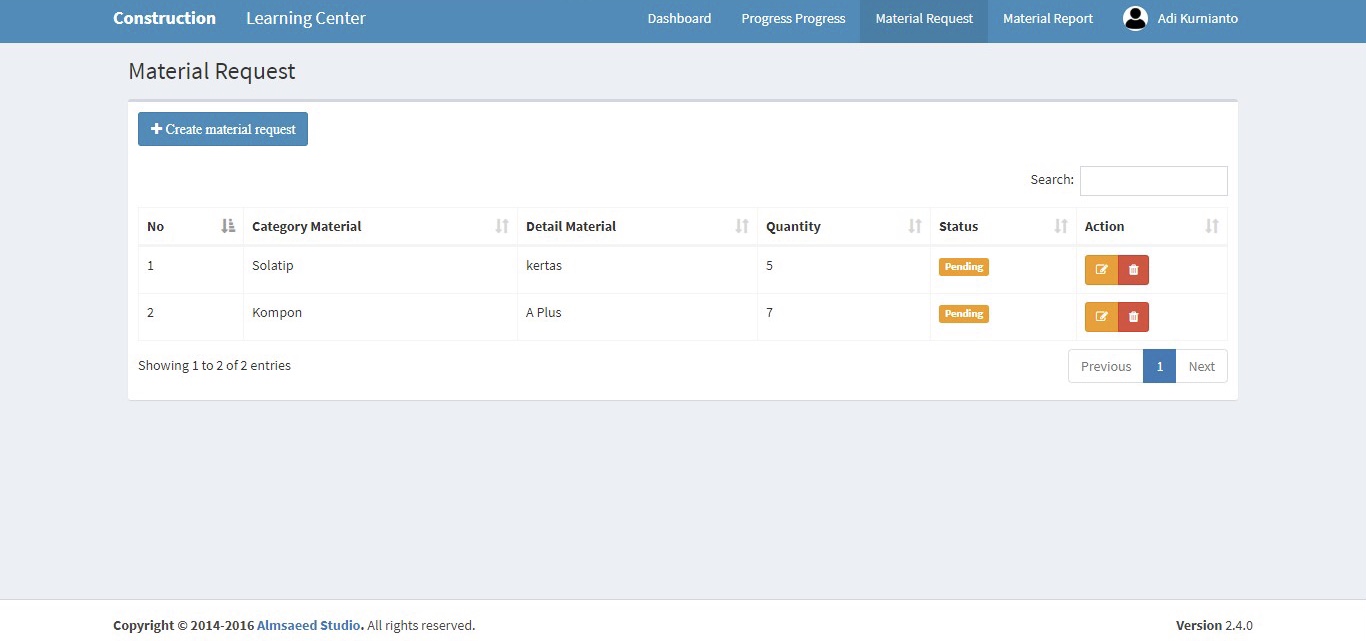 Construction Learning Center Dashboard Progress Progress Material Request Material Report Adi Kurnianto
Material Request
Create material request
Search:
No Category Material Detail Material Quantity Status Action
1 Solatip kertas 5 Pending
2 Kompon A Plus 7 Pending
Showing 1 to 2 of 2 entries Previous 1 Next
Copyright © 2014-2016 Almsaeed Studio. All rights reserved. Version 2.4.0